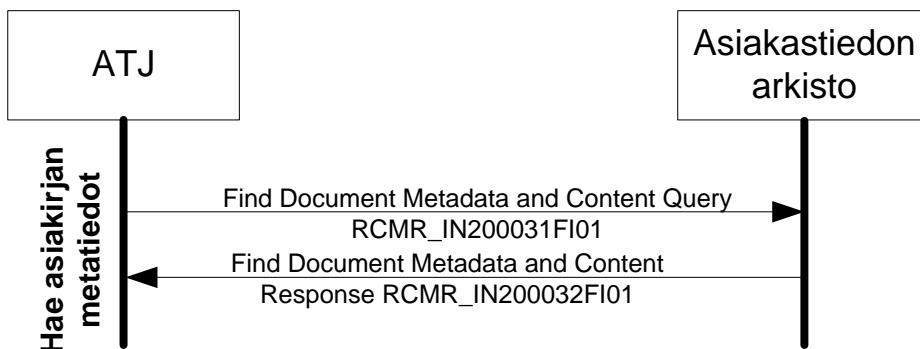 ATJ
Asiakastiedon
arkisto
Hae asiakirjan
metatiedot
Find Document Metadata and Content Query
RCMR_IN200031FI01
Find Document Metadata and Content
Response RCMR_IN200032FI01